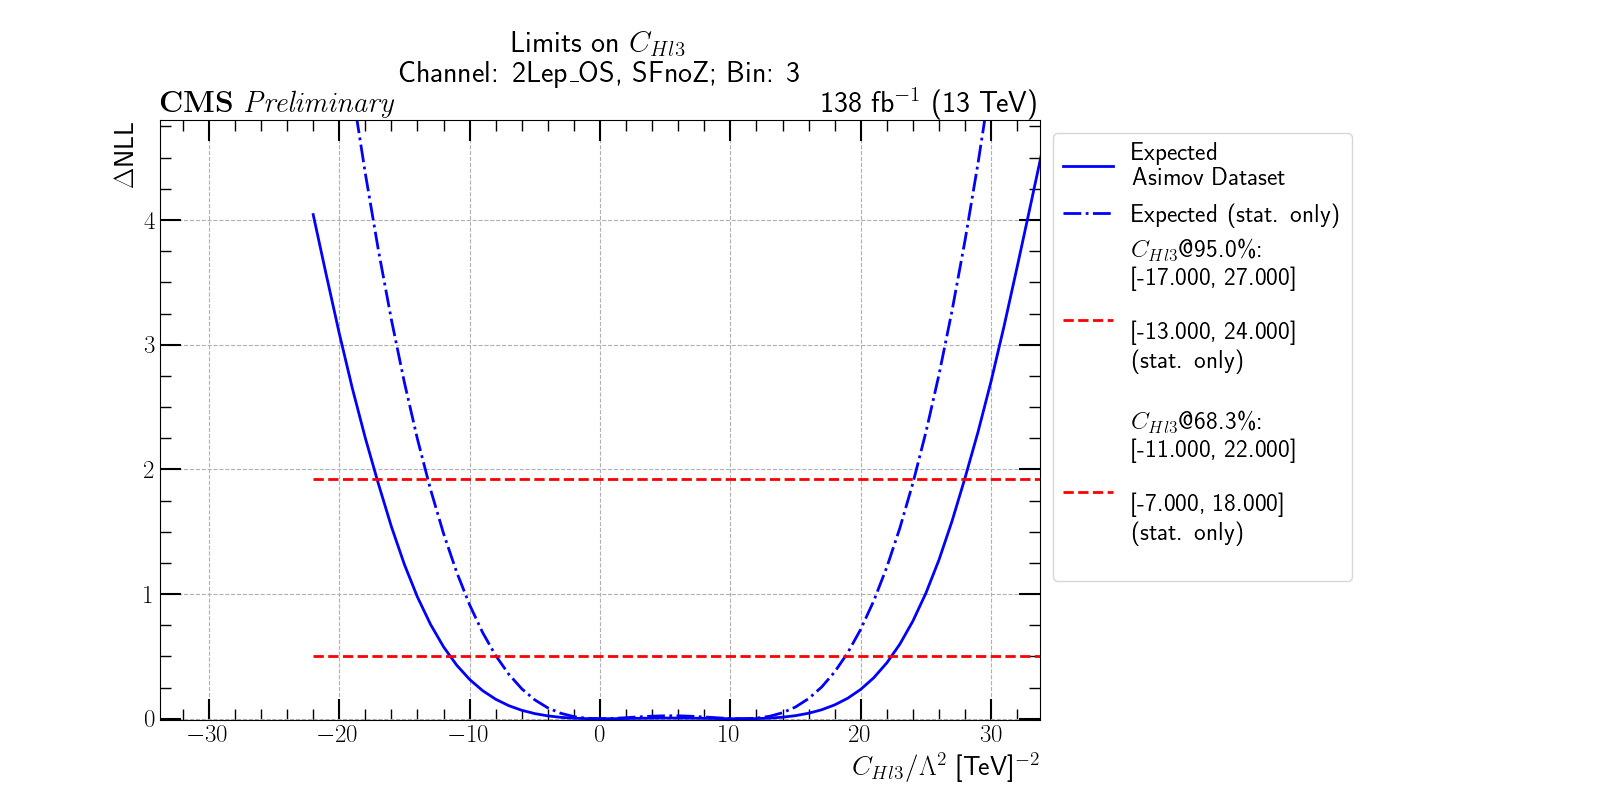 Limits on C_{Hl3}
Channel: 2Lep_OS, SFnoZ; Bin: 3
CMS Preliminary
138 fb⁻¹ (13 TeV)
ΔNLL
4
3
2
1
0
−30
−20
−10
0
10
20
30
C_{Hl3}/Λ² [TeV]⁻²
Expected
Asimov Dataset
Expected (stat. only)
C_{Hl3}@95.0%:
[-17.000, 27.000]
[-13.000, 24.000]
(stat. only)
C_{Hl3}@68.3%:
[-11.000, 22.000]
[-7.000, 18.000]
(stat. only)